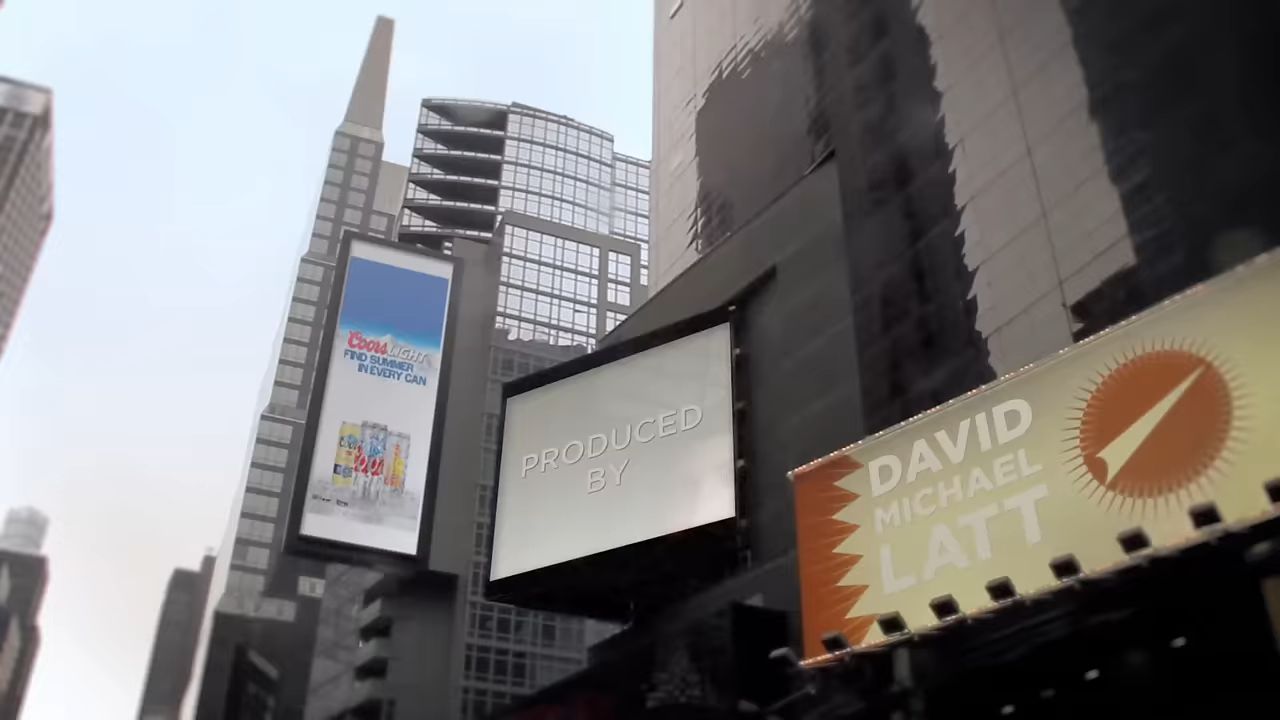 Coors LIGHT
FIND SUMMER
IN EVERY CAN
PRODUCED
BY
DAVID
MICHAEL
LATT